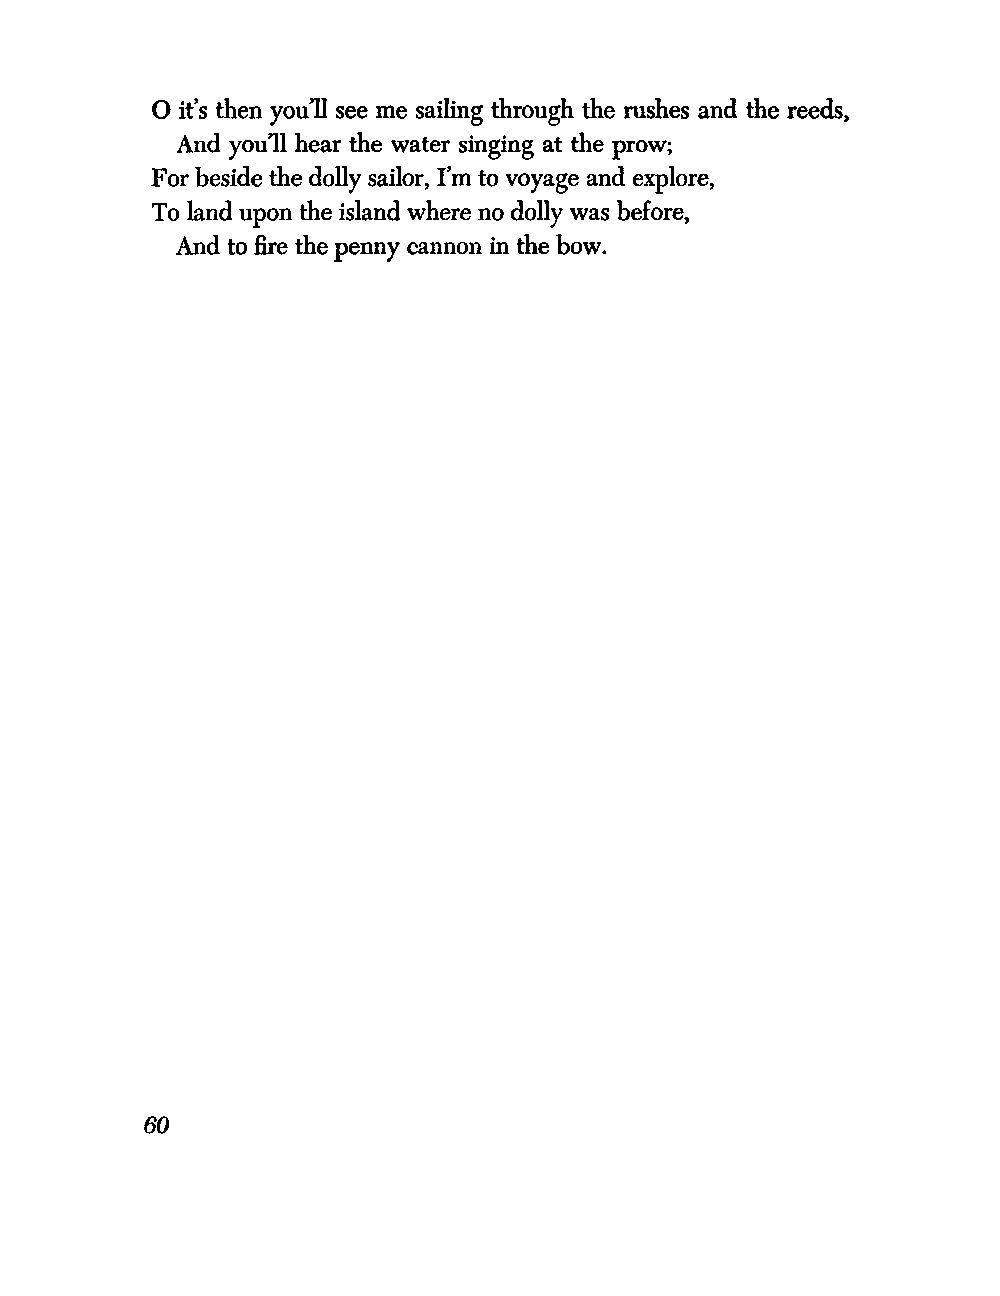 O it's then you'll see me sailing through the rushes and the reeds,
And you'll hear the water singing at the prow;
For beside the dolly sailor, I'm to voyage and explore,
To land upon the island where no dolly was before,
And to fire the penny cannon in the bow.
60